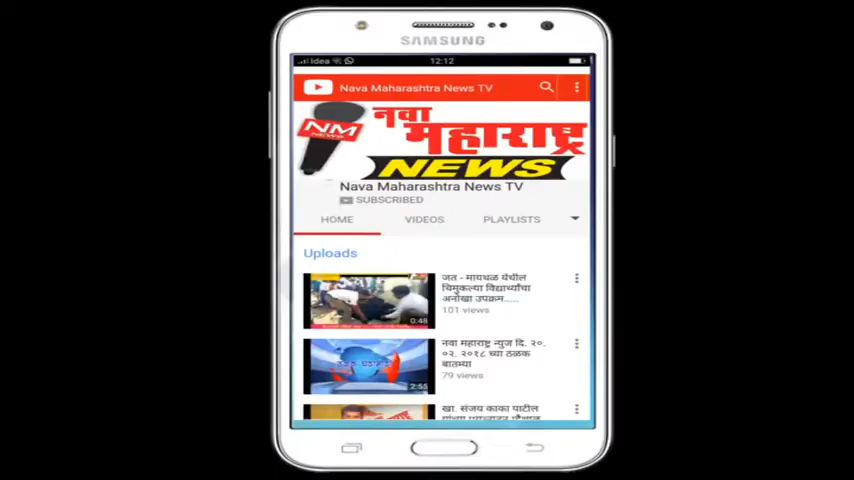 SAMSUNG
Idea
12:12
Nava Maharashtra News TV
NM
NEWS
नवा
महाराष्ट्र
NEWS
Nava Maharashtra News TV
SUBSCRIBED
HOME VIDEOS PLAYLISTS
Uploads
0:48
जत - मायथळ येथील
चिमुकल्या विद्यार्थ्यांचा
अनोखा उपक्रम......
101 views
2:55
नवा महाराष्ट्र न्युज दि. २०.
०२. २०१८ च्या ठळक
बातम्या
79 views
खा. संजय काका पाटील